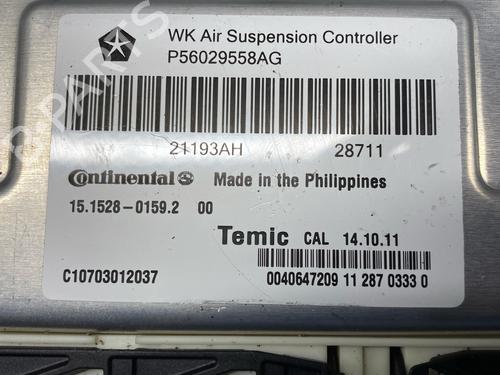 WK Air Suspension Controller
P56029558AG
21193AH 28711
Continental Made in the Philippines
15.1528-0159.2 00
Temic CAL 14.10.11
C10703012037 0040647209 11 287 0333 0
B-PARTS